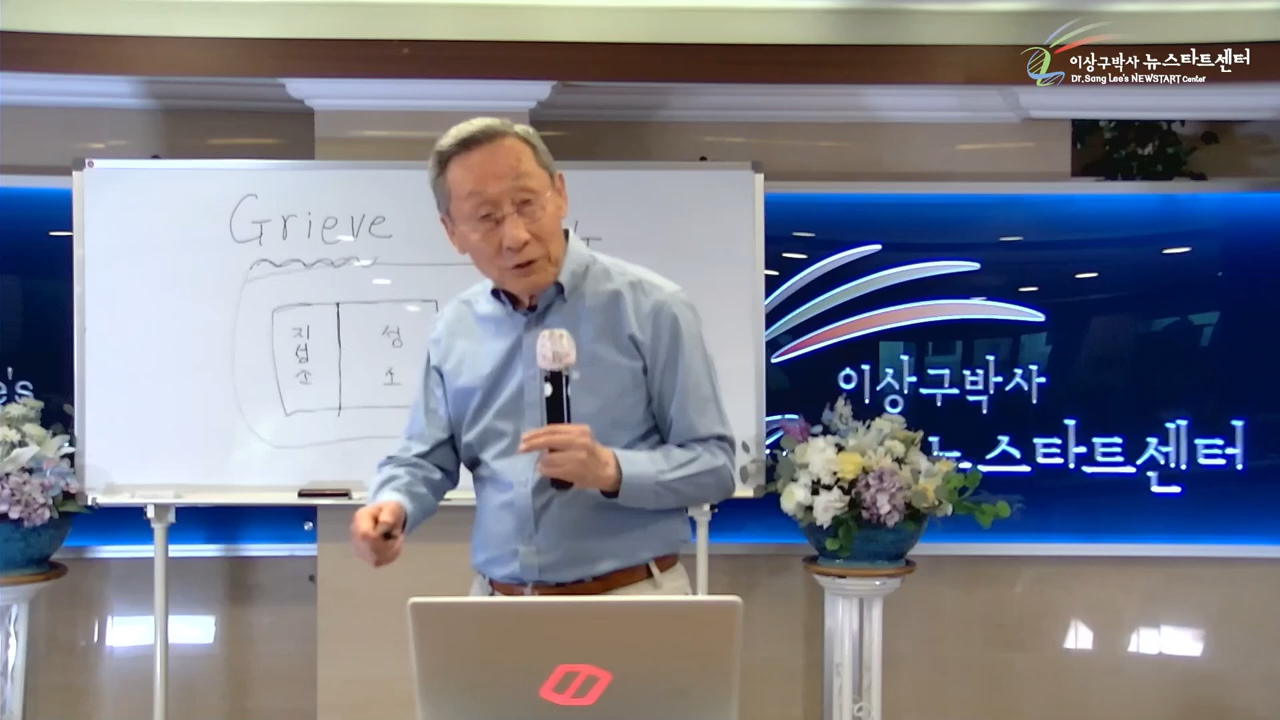 이상구박사 뉴스타트센터
Dr. Sang Lee's NEWSTART Center
Grieve
지성소
성소
e's
이상구박사
뉴스타트센터